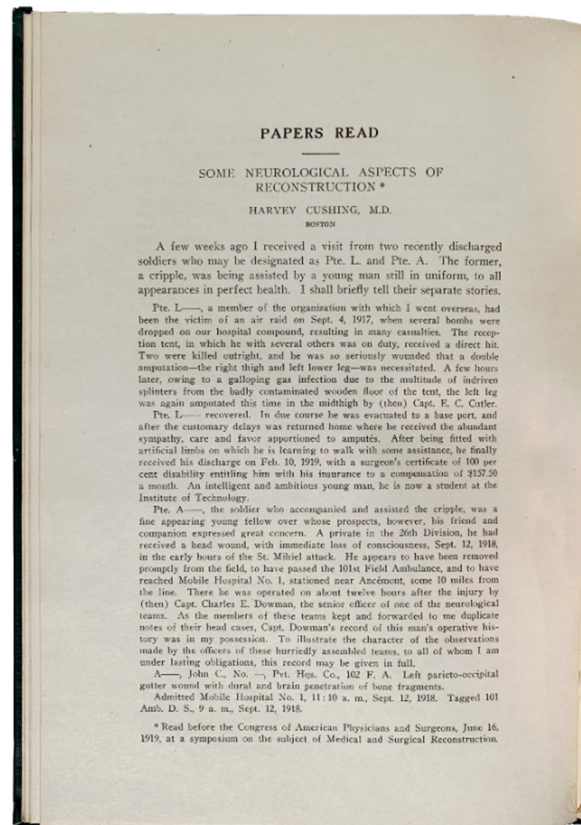 PAPERS READ
SOME NEUROLOGICAL ASPECTS OF
RECONSTRUCTION *
HARVEY CUSHING, M.D.
BOSTON
A few weeks ago I received a visit from two recently discharged
soldiers who may be designated as Pte. L. and Pte. A. The former,
a cripple, was being assisted by a young man still in uniform, to all
appearances in perfect health. I shall briefly tell their separate stories.
Pte. L——, a member of the organization with which I went overseas, had
been the victim of an air raid on Sept. 4, 1917, when several bombs were
dropped on our hospital compound, resulting in many casualties. The recep-
tion tent, in which he with several others was on duty, received a direct hit.
Two were killed outright, and he was so seriously wounded that a double
amputation—the right thigh and left lower leg—was necessitated. A few hours
later, owing to a galloping gas infection due to the multitude of indriven
splinters from the badly contaminated wooden floor of the tent, the left leg
was again amputated this time in the midthigh by (then) Capt. E. C. Cutler.
Pte. L—— recovered. In due course he was evacuated to a base port, and
after the customary delays was returned home where he received the abundant
sympathy, care and favor apportioned to amputés. After being fitted with
artificial limbs on which he is learning to walk with some assistance, he finally
received his discharge on Feb. 10, 1919, with a surgeon's certificate of 100 per
cent disability entitling him with his insurance to a compensation of $157.50
a month. An intelligent and ambitious young man, he is now a student at the
Institute of Technology.
Pte. A——, the soldier who accompanied and assisted the cripple, was a
fine appearing young fellow over whose prospects, however, his friend and
companion expressed great concern. A private in the 26th Division, he had
received a head wound, with immediate loss of consciousness, Sept. 12, 1918,
in the early hours of the St. Mihiel attack. He appears to have been removed
promptly from the field, to have passed the 101st Field Ambulance, and to have
reached Mobile Hospital No. 1, stationed near Ancémont, some 10 miles from
the line. There he was operated on about twelve hours after the injury by
(then) Capt. Charles E. Dowman, the senior officer of one of the neurological
teams. As the members of these teams kept and forwarded to me duplicate
notes of their head cases, Capt. Dowman's record of this man's operative his-
tory was in my possession. To illustrate the character of the observations
made by the officers of these hurriedly assembled teams, to all of whom I am
under lasting obligations, this record may be given in full.
A——, John C., No. —, Pvt. Hqs. Co., 102 F. A. Left parieto-occipital
gutter wound with dural and brain penetration of bone fragments.
Admitted Mobile Hospital No. 1, 11:10 a. m., Sept. 12, 1918. Tagged 101
Amb. D. S., 9 a. m., Sept. 12, 1918.
* Read before the Congress of American Physicians and Surgeons, June 16,
1919, at a symposium on the subject of Medical and Surgical Reconstruction.